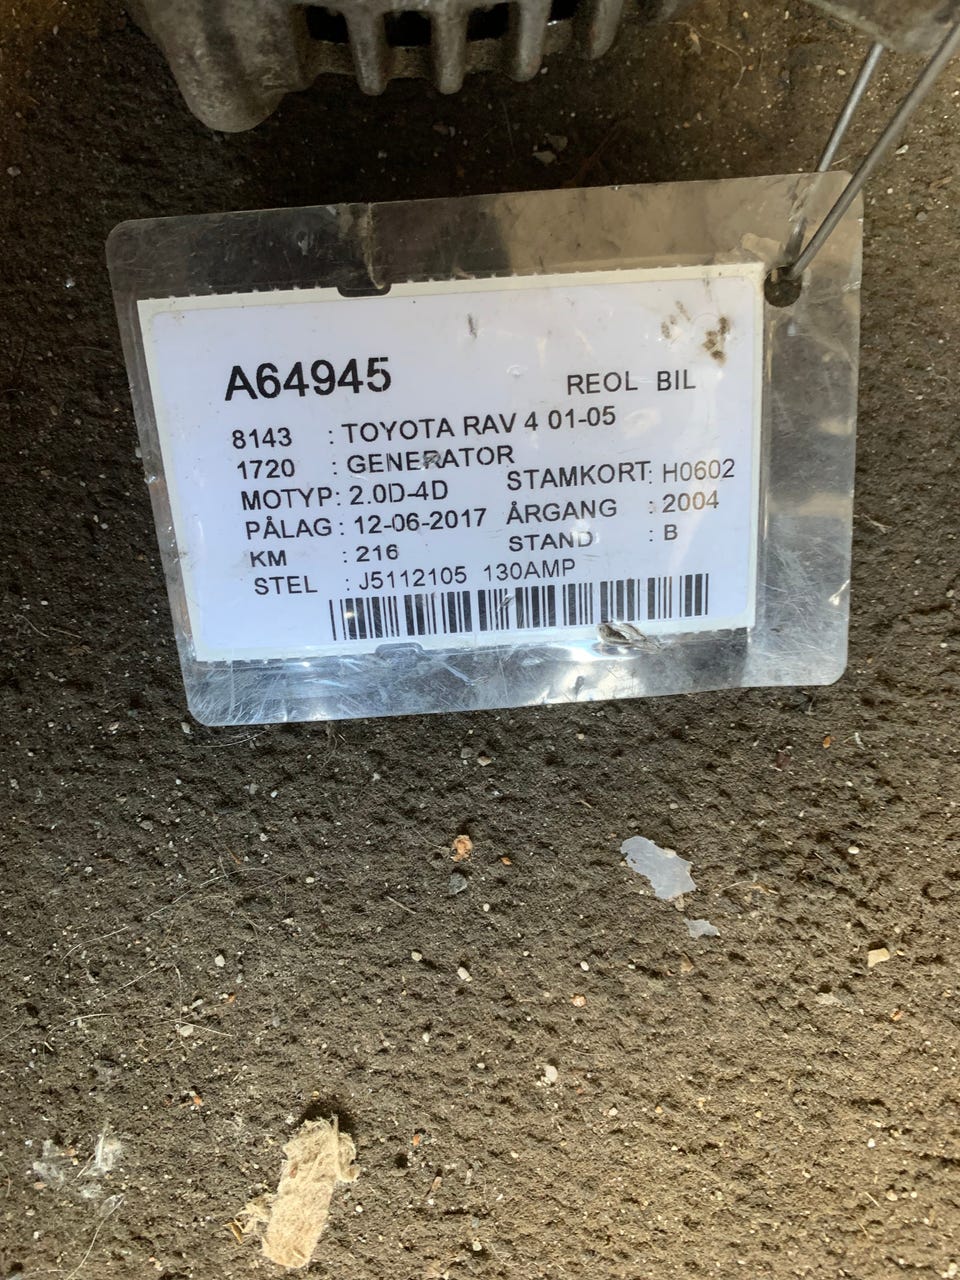 A64945 REOL BIL
8143 : TOYOTA RAV 4 01-05
1720 : GENERATOR
MOTYP : 2.0D-4D STAMKORT : H0602
PÅLAG : 12-06-2017 ÅRGANG : 2004
KM : 216 STAND : B
STEL : J5112105 130AMP